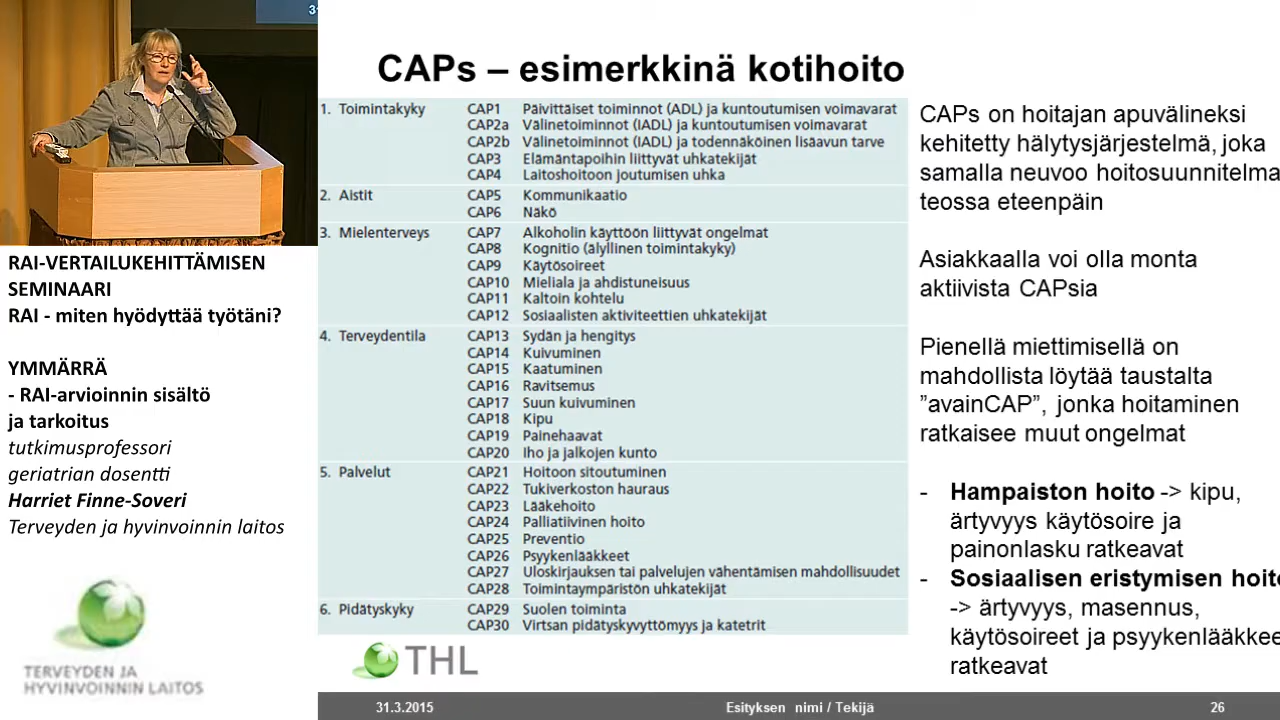 31
RAI-VERTAILUKEHITTÄMISEN
SEMINAARI
RAI - miten hyödyttää työtäni?
YMMÄRRÄ
- RAI-arvioinnin sisältö
ja tarkoitus
tutkimusprofessori
geriatrian dosentti
Harriet Finne-Soveri
Terveyden ja hyvinvoinnin laitos
TERVEYDEN JA
HYVINVOINNIN LAITOS
CAPs – esimerkkinä kotihoito
1. Toimintakyky CAP1 Päivittäiset toiminnot (ADL) ja kuntoutumisen voimavarat
CAP2a Välinetoiminnot (IADL) ja kuntoutumisen voimavarat
CAP2b Välinetoiminnot (IADL) ja todennäköinen lisäavun tarve
CAP3 Elämäntapoihin liittyvät uhkatekijät
CAP4 Laitoshoitoon joutumisen uhka
2. Aistit CAP5 Kommunikaatio
CAP6 Näkö
3. Mielenterveys CAP7 Alkoholin käyttöön liittyvät ongelmat
CAP8 Kognitio (älyllinen toimintakyky)
CAP9 Käytösoireet
CAP10 Mieliala ja ahdistuneisuus
CAP11 Kaltoin kohtelu
CAP12 Sosiaalisten aktiviteettien uhkatekijät
4. Terveydentila CAP13 Sydän ja hengitys
CAP14 Kuivuminen
CAP15 Kaatuminen
CAP16 Ravitsemus
CAP17 Suun kuivuminen
CAP18 Kipu
CAP19 Painehaavat
CAP20 Iho ja jalkojen kunto
5. Palvelut CAP21 Hoitoon sitoutuminen
CAP22 Tukiverkoston hauraus
CAP23 Lääkehoito
CAP24 Palliatiivinen hoito
CAP25 Preventio
CAP26 Psyykenlääkkeet
CAP27 Uloskirjauksen tai palvelujen vähentämisen mahdollisuudet
CAP28 Toimintaympäristön uhkatekijät
6. Pidätyskyky CAP29 Suolen toiminta
CAP30 Virtsan pidätyskyvyttömyys ja katetrit
CAPs on hoitajan apuvälineksi
kehitetty hälytysjärjestelmä, joka
samalla neuvoo hoitosuunnitelma
teossa eteenpäin
Asiakkaalla voi olla monta
aktiivista CAPsia
Pienellä miettimisellä on
mahdollista löytää taustalta
”avainCAP”, jonka hoitaminen
ratkaisee muut ongelmat
- Hampaiston hoito -> kipu,
ärtyvyys käytösoire ja
painonlasku ratkeavat
- Sosiaalisen eristymisen hoito
-> ärtyvyys, masennus,
käytösoireet ja psyykenlääkkee
ratkeavat
THL
31.3.2015 Esityksen nimi / Tekijä 26